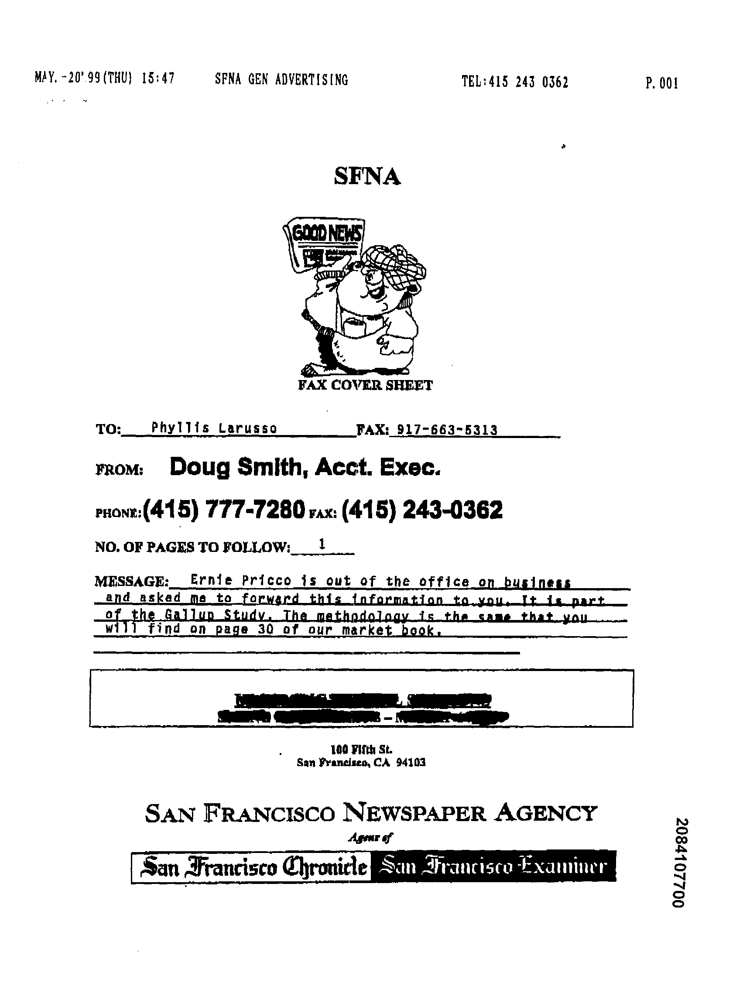 MAY. -20' 99 (THU) 15:47 SFNA GEN ADVERTISING TEL:415 243 0362 P. 001
SFNA
GOOD NEWS
FAX COVER SHEET
TO: Phyllis Larusso FAX: 917-663-5313
FROM: Doug Smith, Acct. Exec.
PHONE: (415) 777-7280 FAX: (415) 243-0362
NO. OF PAGES TO FOLLOW: 1
MESSAGE: Ernie Pricco is out of the office on business
and asked me to forward this information to you. It is part
of the Gallup Study. The methodology is the same that you
will find on page 30 of our market book.
100 Fifth St.
San Francisco, CA 94103
SAN FRANCISCO NEWSPAPER AGENCY
Agent of
San Francisco Chronicle San Francisco Examiner
2084107700